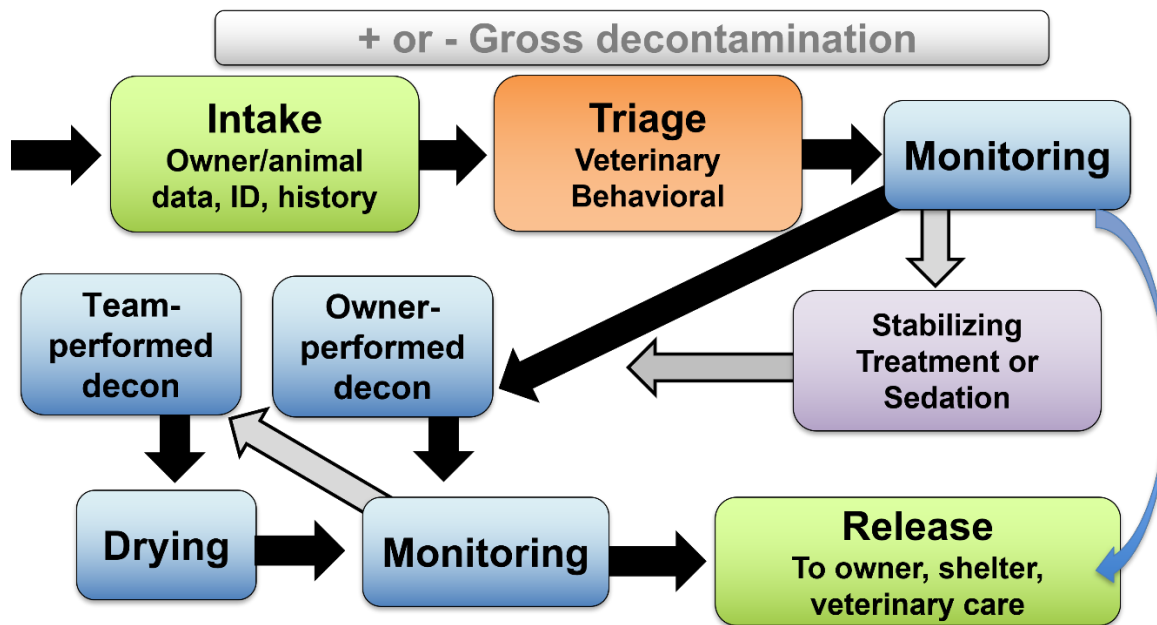 + or - Gross decontamination
Intake
Owner/animal
data, ID, history
Triage
Veterinary
Behavioral
Monitoring
Team-
performed
decon
Owner-
performed
decon
Stabilizing
Treatment or
Sedation
Drying
Monitoring
Release
To owner, shelter,
veterinary care